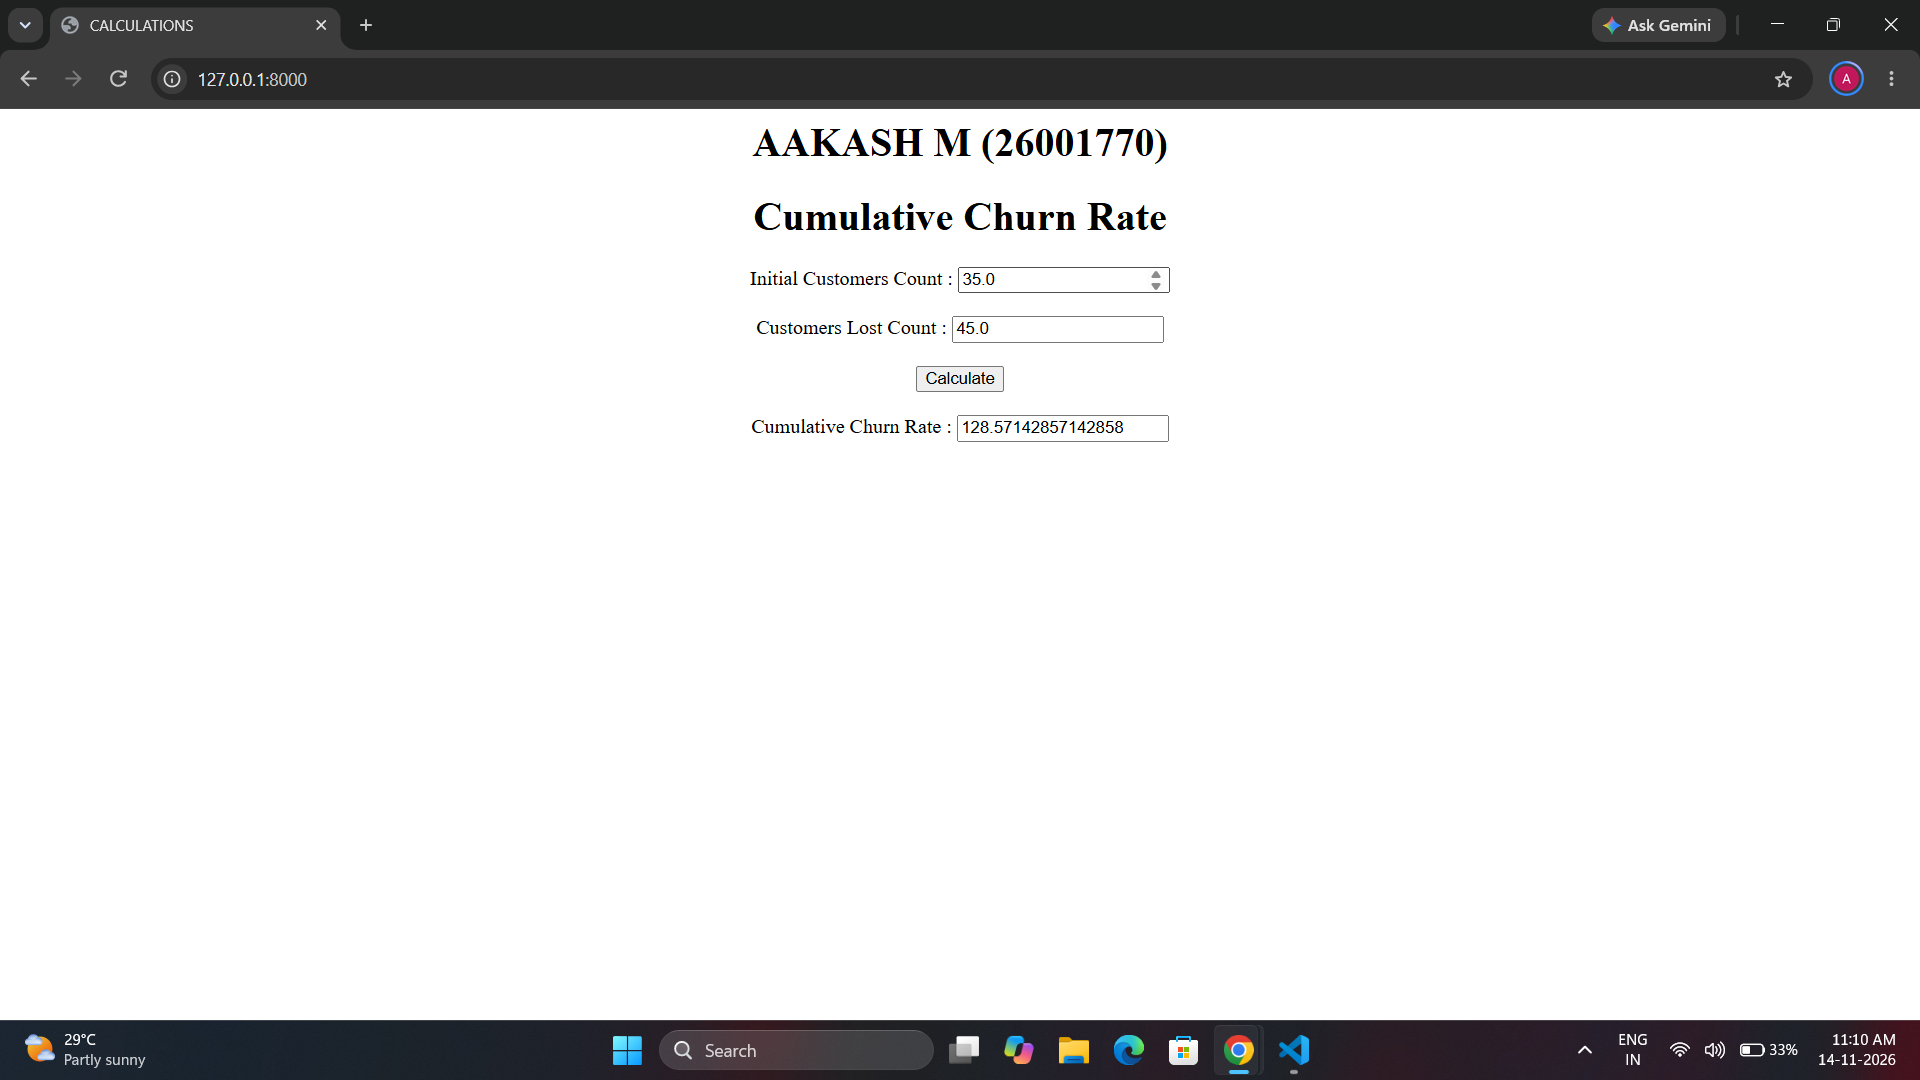 CALCULATIONS
Ask Gemini
127.0.0.1:8000
A
AAKASH M (26001770)
Cumulative Churn Rate
Initial Customers Count : 35.0
Customers Lost Count : 45.0
Calculate
Cumulative Churn Rate : 128.57142857142858
29°C
Partly sunny
Search
ENG
IN
33%
11:10 AM
14-11-2026